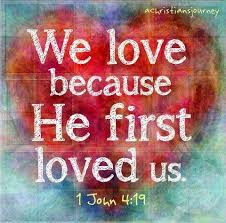 achristiansjourney
We love
because
He first
loved us.
1 John 4:19